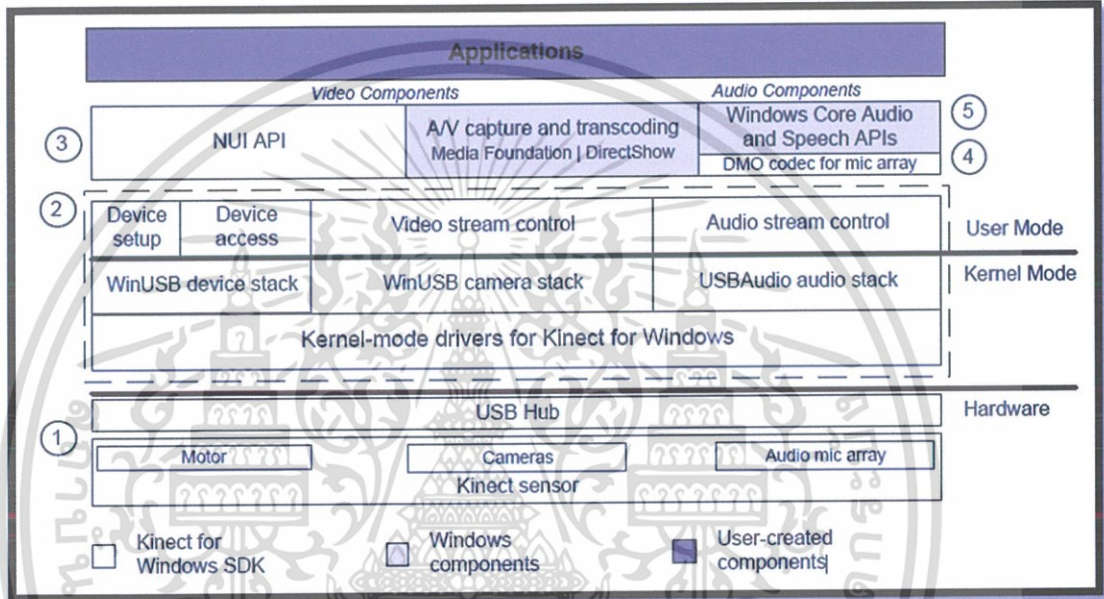 Applications
Video Components
Audio Components
3
NUI API
A/V capture and transcoding
Media Foundation | DirectShow
Windows Core Audio
and Speech APIs
5
DMO codec for mic array
4
2
Device
setup
Device
access
Video stream control
Audio stream control
User Mode
WinUSB device stack
WinUSB camera stack
USBAudio audio stack
Kernel Mode
Kernel-mode drivers for Kinect for Windows
USB Hub
Hardware
1
Motor
Cameras
Audio mic array
Kinect sensor
Kinect for
Windows SDK
Windows
components
User-created
components